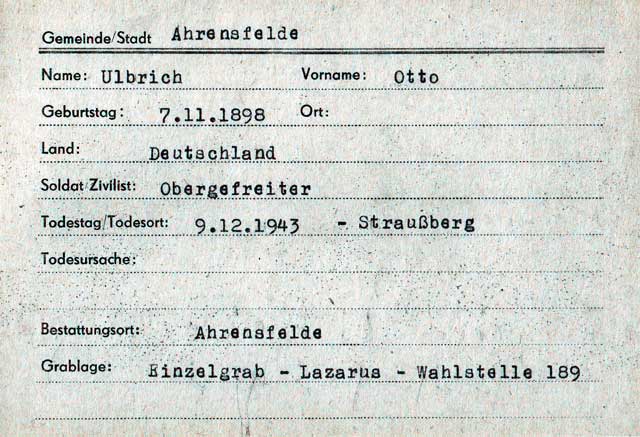 Gemeinde/Stadt Ahrensfelde
Name: Ulbrich Vorname: Otto
Geburtstag: 7.11.1898 Ort:
Land: Deutschland
Soldat/Zivilist: Obergefreiter
Todestag/Todesort: 9.12.1943 - Straußberg
Todesursache:
Bestattungsort: Ahrensfelde
Grablage: Einzelgrab - Lazarus - Wahlstelle 189